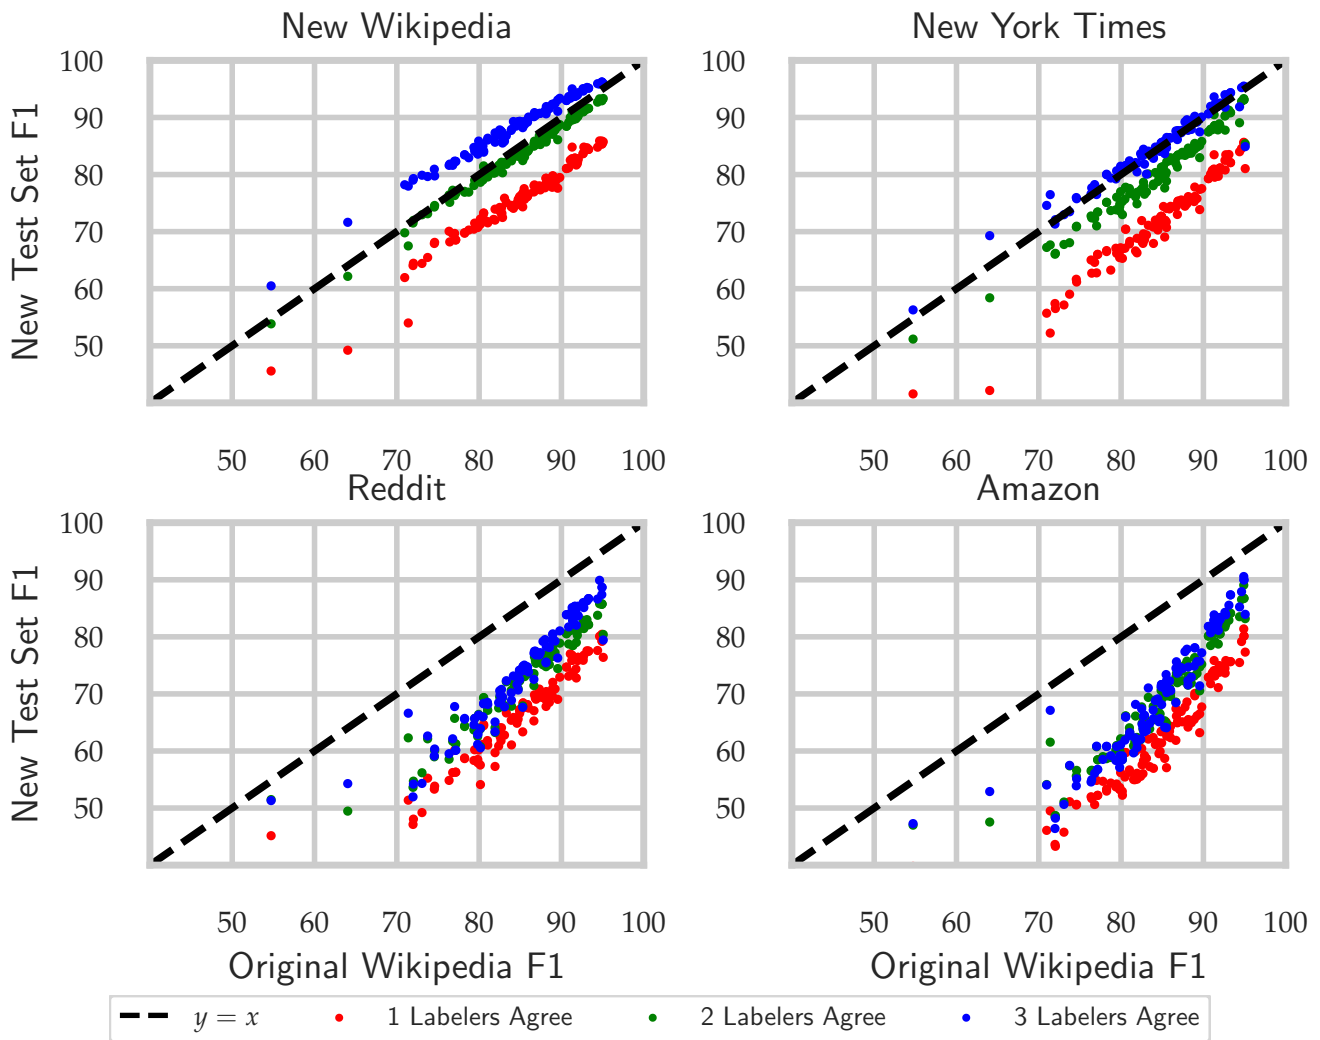 New Wikipedia
New York Times
New Test Set F1
100
90
80
70
60
50
50 60 70 80 90 100
100
90
80
70
60
50
50 60 70 80 90 100
Reddit
Amazon
New Test Set F1
100
90
80
70
60
50
50 60 70 80 90 100
Original Wikipedia F1
100
90
80
70
60
50
50 60 70 80 90 100
Original Wikipedia F1
y = x 1 Labelers Agree 2 Labelers Agree 3 Labelers Agree